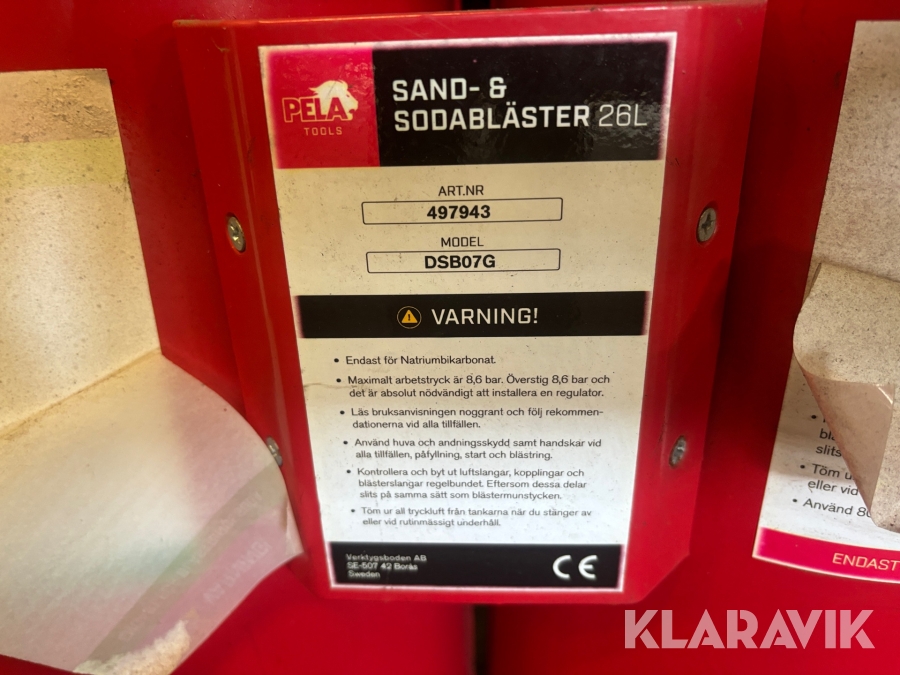 PELA
TOOLS
SAND- &
SODABLÄSTER 26L
ART.NR
497943
MODEL
DSB07G
VARNING!
• Endast för Natriumbikarbonat.
• Maximalt arbetstryck är 8,6 bar. Överstig 8,6 bar och
det är absolut nödvändigt att installera en regulator.
• Läs bruksanvisningen noggrant och följ rekommen-
dationerna vid alla tillfällen.
• Använd huva och andningsskydd samt handskar vid
alla tillfällen, påfyllning, start och blästring.
• Kontrollera och byt ut luftslangar, kopplingar och
blästerslangar regelbundet. Eftersom dessa delar
slits på samma sätt som blästermunstycken.
• Töm ur all tryckluft från tankarna när du stänger av
eller vid rutinmässigt underhåll.
Verktygsboden AB
SE-507 42 Borås
Sweden
CE
slits
• Töm u
eller vid
• Använd 8
ENDAST
KLARAVIK